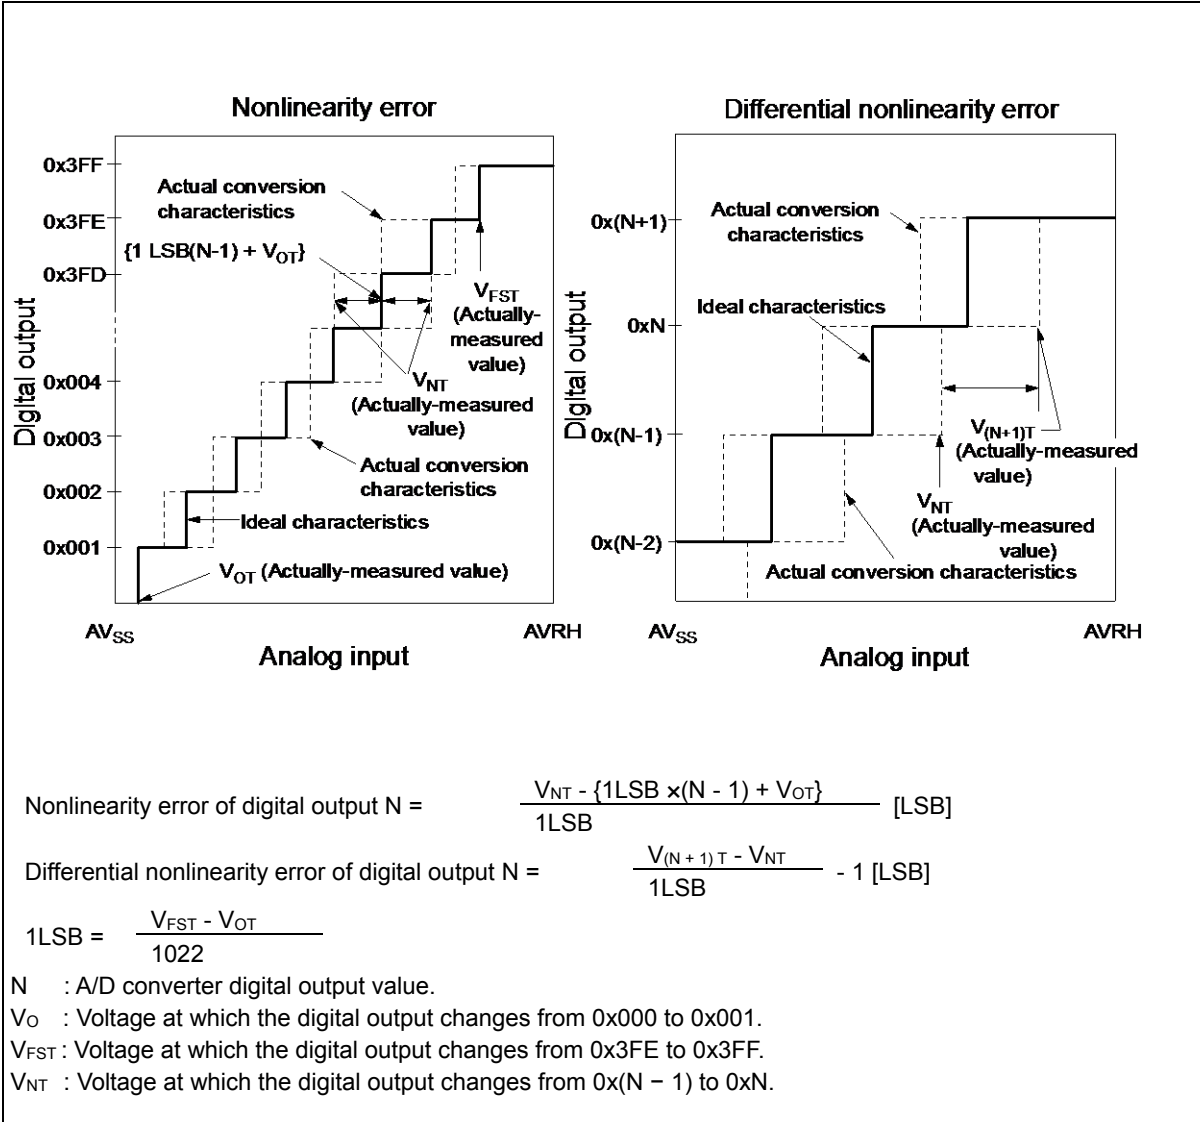 Nonlinearity error
0x3FF
0x3FE
0x3FD
0x004
0x003
0x002
0x001
Digital output
Actual conversion
characteristics
{1 LSB(N-1) + VOT}
VFST
(Actually-
measured
value)
VNT
(Actually-measured
value)
Actual conversion
characteristics
Ideal characteristics
VOT (Actually-measured value)
AVSS
AVRH
Analog input
Differential nonlinearity error
0x(N+1)
0xN
0x(N-1)
0x(N-2)
Digital output
Actual conversion
characteristics
Ideal characteristics
V(N+1)T
(Actually-measured
value)
VNT
(Actually-measured
value)
Actual conversion characteristics
AVSS
AVRH
Analog input
Nonlinearity error of digital output N = VNT - {1LSB ×(N - 1) + VOT} [LSB]
1LSB
Differential nonlinearity error of digital output N = V(N + 1) T - VNT - 1 [LSB]
1LSB
1LSB = VFST - VOT
1022
N : A/D converter digital output value.
VO : Voltage at which the digital output changes from 0x000 to 0x001.
VFST : Voltage at which the digital output changes from 0x3FE to 0x3FF.
VNT : Voltage at which the digital output changes from 0x(N − 1) to 0xN.